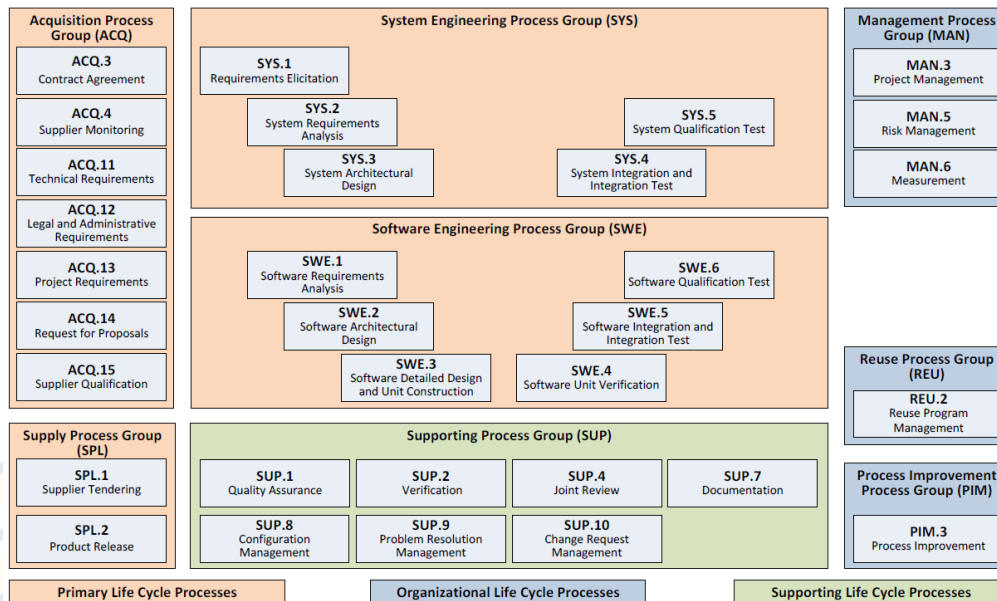 Acquisition Process
Group (ACQ)
ACQ.3
Contract Agreement
ACQ.4
Supplier Monitoring
ACQ.11
Technical Requirements
ACQ.12
Legal and Administrative
Requirements
ACQ.13
Project Requirements
ACQ.14
Request for Proposals
ACQ.15
Supplier Qualification
System Engineering Process Group (SYS)
SYS.1
Requirements Elicitation
SYS.2
System Requirements
Analysis
SYS.3
System Architectural
Design
SYS.5
System Qualification Test
SYS.4
System Integration and
Integration Test
Software Engineering Process Group (SWE)
SWE.1
Software Requirements
Analysis
SWE.2
Software Architectural
Design
SWE.3
Software Detailed Design
and Unit Construction
SWE.6
Software Qualification Test
SWE.5
Software Integration and
Integration Test
SWE.4
Software Unit Verification
Management Process
Group (MAN)
MAN.3
Project Management
MAN.5
Risk Management
MAN.6
Measurement
Reuse Process Group
(REU)
REU.2
Reuse Program
Management
Supply Process Group
(SPL)
SPL.1
Supplier Tendering
SPL.2
Product Release
Supporting Process Group (SUP)
SUP.1
Quality Assurance
SUP.2
Verification
SUP.4
Joint Review
SUP.7
Documentation
SUP.8
Configuration
Management
SUP.9
Problem Resolution
Management
SUP.10
Change Request
Management
Process Improvement
Process Group (PIM)
PIM.3
Process Improvement
Primary Life Cycle Processes
Organizational Life Cycle Processes
Supporting Life Cycle Processes